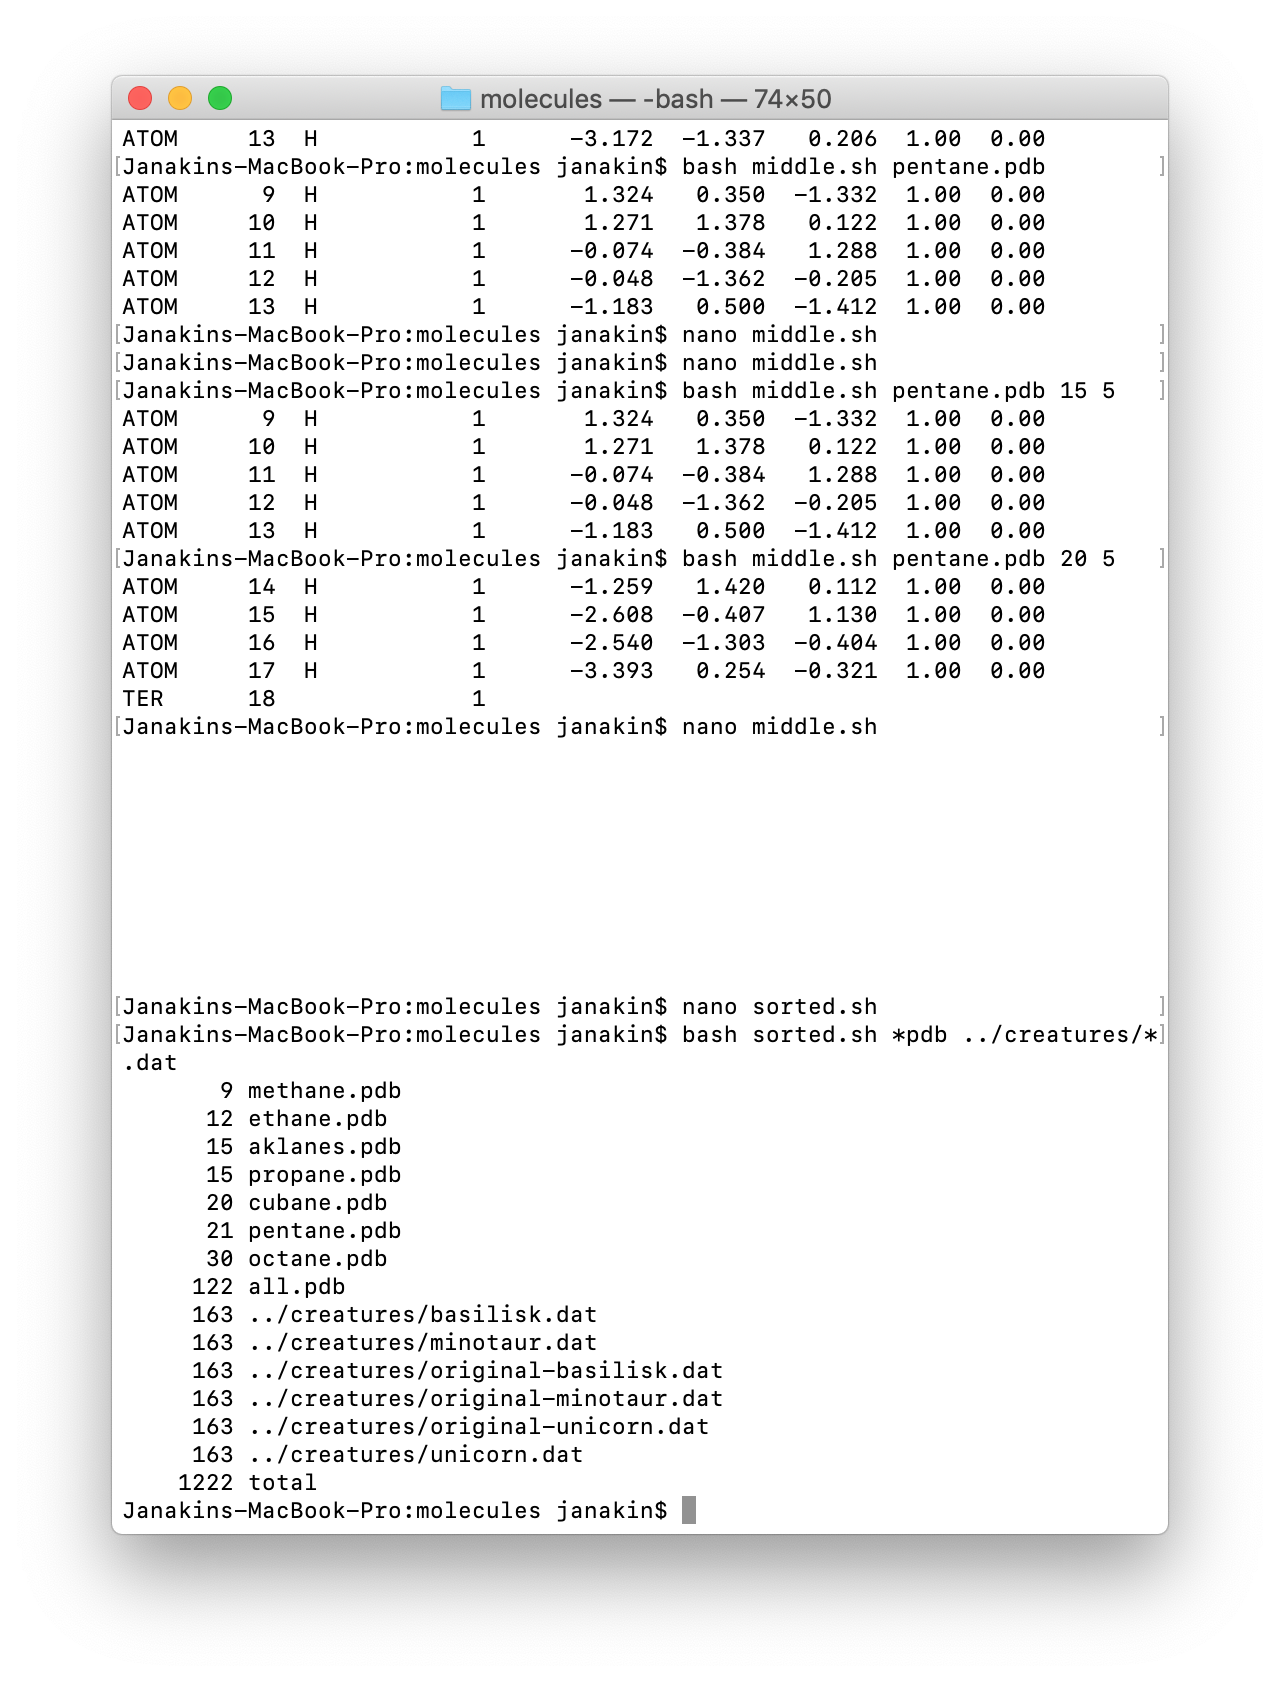 molecules — -bash — 74×50
ATOM     13  H           1      -3.172  -1.337   0.206  1.00  0.00
[Janakins-MacBook-Pro:molecules janakin$ bash middle.sh pentane.pdb        ]
ATOM      9  H           1       1.324   0.350  -1.332  1.00  0.00
ATOM     10  H           1       1.271   1.378   0.122  1.00  0.00
ATOM     11  H           1      -0.074  -0.384   1.288  1.00  0.00
ATOM     12  H           1      -0.048  -1.362  -0.205  1.00  0.00
ATOM     13  H           1      -1.183   0.500  -1.412  1.00  0.00
[Janakins-MacBook-Pro:molecules janakin$ nano middle.sh                    ]
[Janakins-MacBook-Pro:molecules janakin$ nano middle.sh                    ]
[Janakins-MacBook-Pro:molecules janakin$ bash middle.sh pentane.pdb 15 5   ]
ATOM      9  H           1       1.324   0.350  -1.332  1.00  0.00
ATOM     10  H           1       1.271   1.378   0.122  1.00  0.00
ATOM     11  H           1      -0.074  -0.384   1.288  1.00  0.00
ATOM     12  H           1      -0.048  -1.362  -0.205  1.00  0.00
ATOM     13  H           1      -1.183   0.500  -1.412  1.00  0.00
[Janakins-MacBook-Pro:molecules janakin$ bash middle.sh pentane.pdb 20 5   ]
ATOM     14  H           1      -1.259   1.420   0.112  1.00  0.00
ATOM     15  H           1      -2.608  -0.407   1.130  1.00  0.00
ATOM     16  H           1      -2.540  -1.303  -0.404  1.00  0.00
ATOM     17  H           1      -3.393   0.254  -0.321  1.00  0.00
TER      18              1
[Janakins-MacBook-Pro:molecules janakin$ nano middle.sh                    ]
[Janakins-MacBook-Pro:molecules janakin$ nano sorted.sh                    ]
[Janakins-MacBook-Pro:molecules janakin$ bash sorted.sh *pdb ../creatures/*]
.dat
       9 methane.pdb
      12 ethane.pdb
      15 aklanes.pdb
      15 propane.pdb
      20 cubane.pdb
      21 pentane.pdb
      30 octane.pdb
     122 all.pdb
     163 ../creatures/basilisk.dat
     163 ../creatures/minotaur.dat
     163 ../creatures/original-basilisk.dat
     163 ../creatures/original-minotaur.dat
     163 ../creatures/original-unicorn.dat
     163 ../creatures/unicorn.dat
    1222 total
Janakins-MacBook-Pro:molecules janakin$